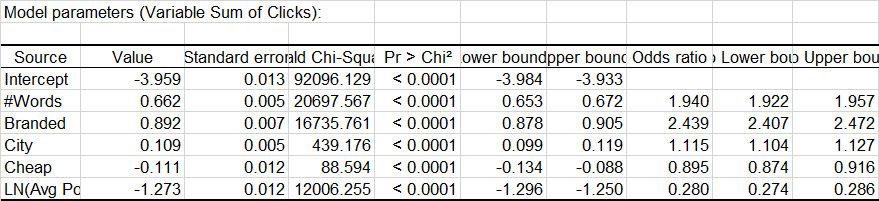 Model parameters (Variable Sum of Clicks):
Source Value Standard error ald Chi-Squa Pr > Chi² ower bound pper bound Odds ratio Lower bou Upper bou
Intercept -3.959 0.013 92096.129 < 0.0001 -3.984 -3.933
#Words 0.662 0.005 20697.567 < 0.0001 0.653 0.672 1.940 1.922 1.957
Branded 0.892 0.007 16735.761 < 0.0001 0.878 0.905 2.439 2.407 2.472
City 0.109 0.005 439.176 < 0.0001 0.099 0.119 1.115 1.104 1.127
Cheap -0.111 0.012 88.594 < 0.0001 -0.134 -0.088 0.895 0.874 0.916
LN(Avg Po -1.273 0.012 12006.255 < 0.0001 -1.296 -1.250 0.280 0.274 0.286